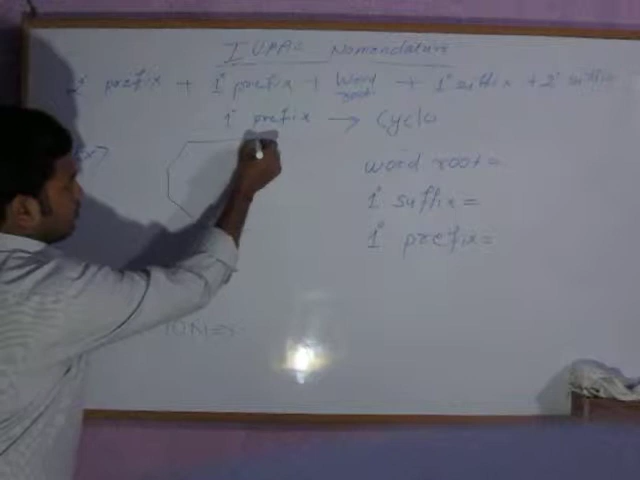 IUPAC Nomenclature
2° prefix + 1° prefix + Word root + 1° suffix + 2° suffix
1° prefix → Cyclo
Ex>
word root =
1° suffix =
1° prefix =